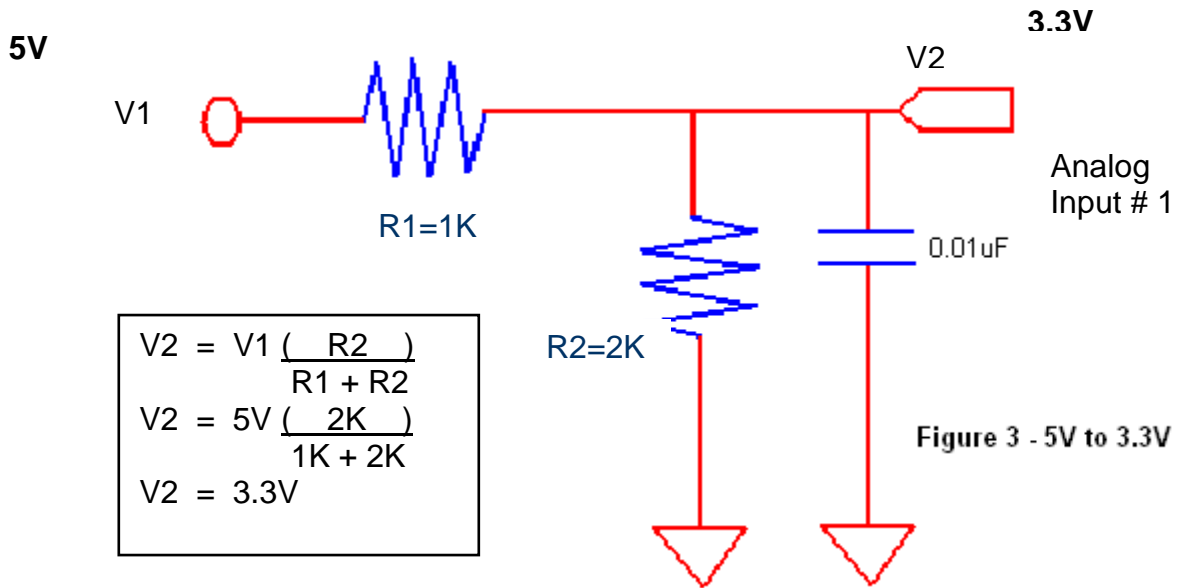 5V
3.3V
V2
V1
Analog
Input # 1
R1=1K
0.01uF
R2=2K
V2 = V1 ( R2 )
R1 + R2
V2 = 5V ( 2K )
1K + 2K
V2 = 3.3V
Figure 3 - 5V to 3.3V